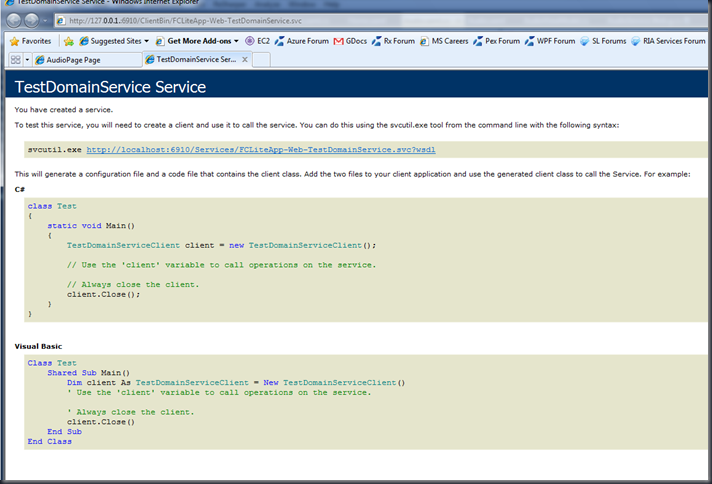 TestDomainService Service - Windows Internet Explorer
http://127.0.0.1:6910/ClientBin/FCLiteApp-Web-TestDomainService.svc
Favorites Suggested Sites Get More Add-ons EC2 Azure Forum GDocs Rx Forum MS Careers Pex Forum WPF Forum SL Forums RIA Services Forum
AudioPage Page TestDomainService Ser...
TestDomainService Service
You have created a service.
To test this service, you will need to create a client and use it to call the service. You can do this using the svcutil.exe tool from the command line with the following syntax:
svcutil.exe http://localhost:6910/Services/FCLiteApp-Web-TestDomainService.svc?wsdl
This will generate a configuration file and a code file that contains the client class. Add the two files to your client application and use the generated client class to call the Service. For example:
C#
class Test
{
static void Main()
{
TestDomainServiceClient client = new TestDomainServiceClient();
// Use the 'client' variable to call operations on the service.
// Always close the client.
client.Close();
}
}
Visual Basic
Class Test
Shared Sub Main()
Dim client As TestDomainServiceClient = New TestDomainServiceClient()
' Use the 'client' variable to call operations on the service.
' Always close the client.
client.Close()
End Sub
End Class